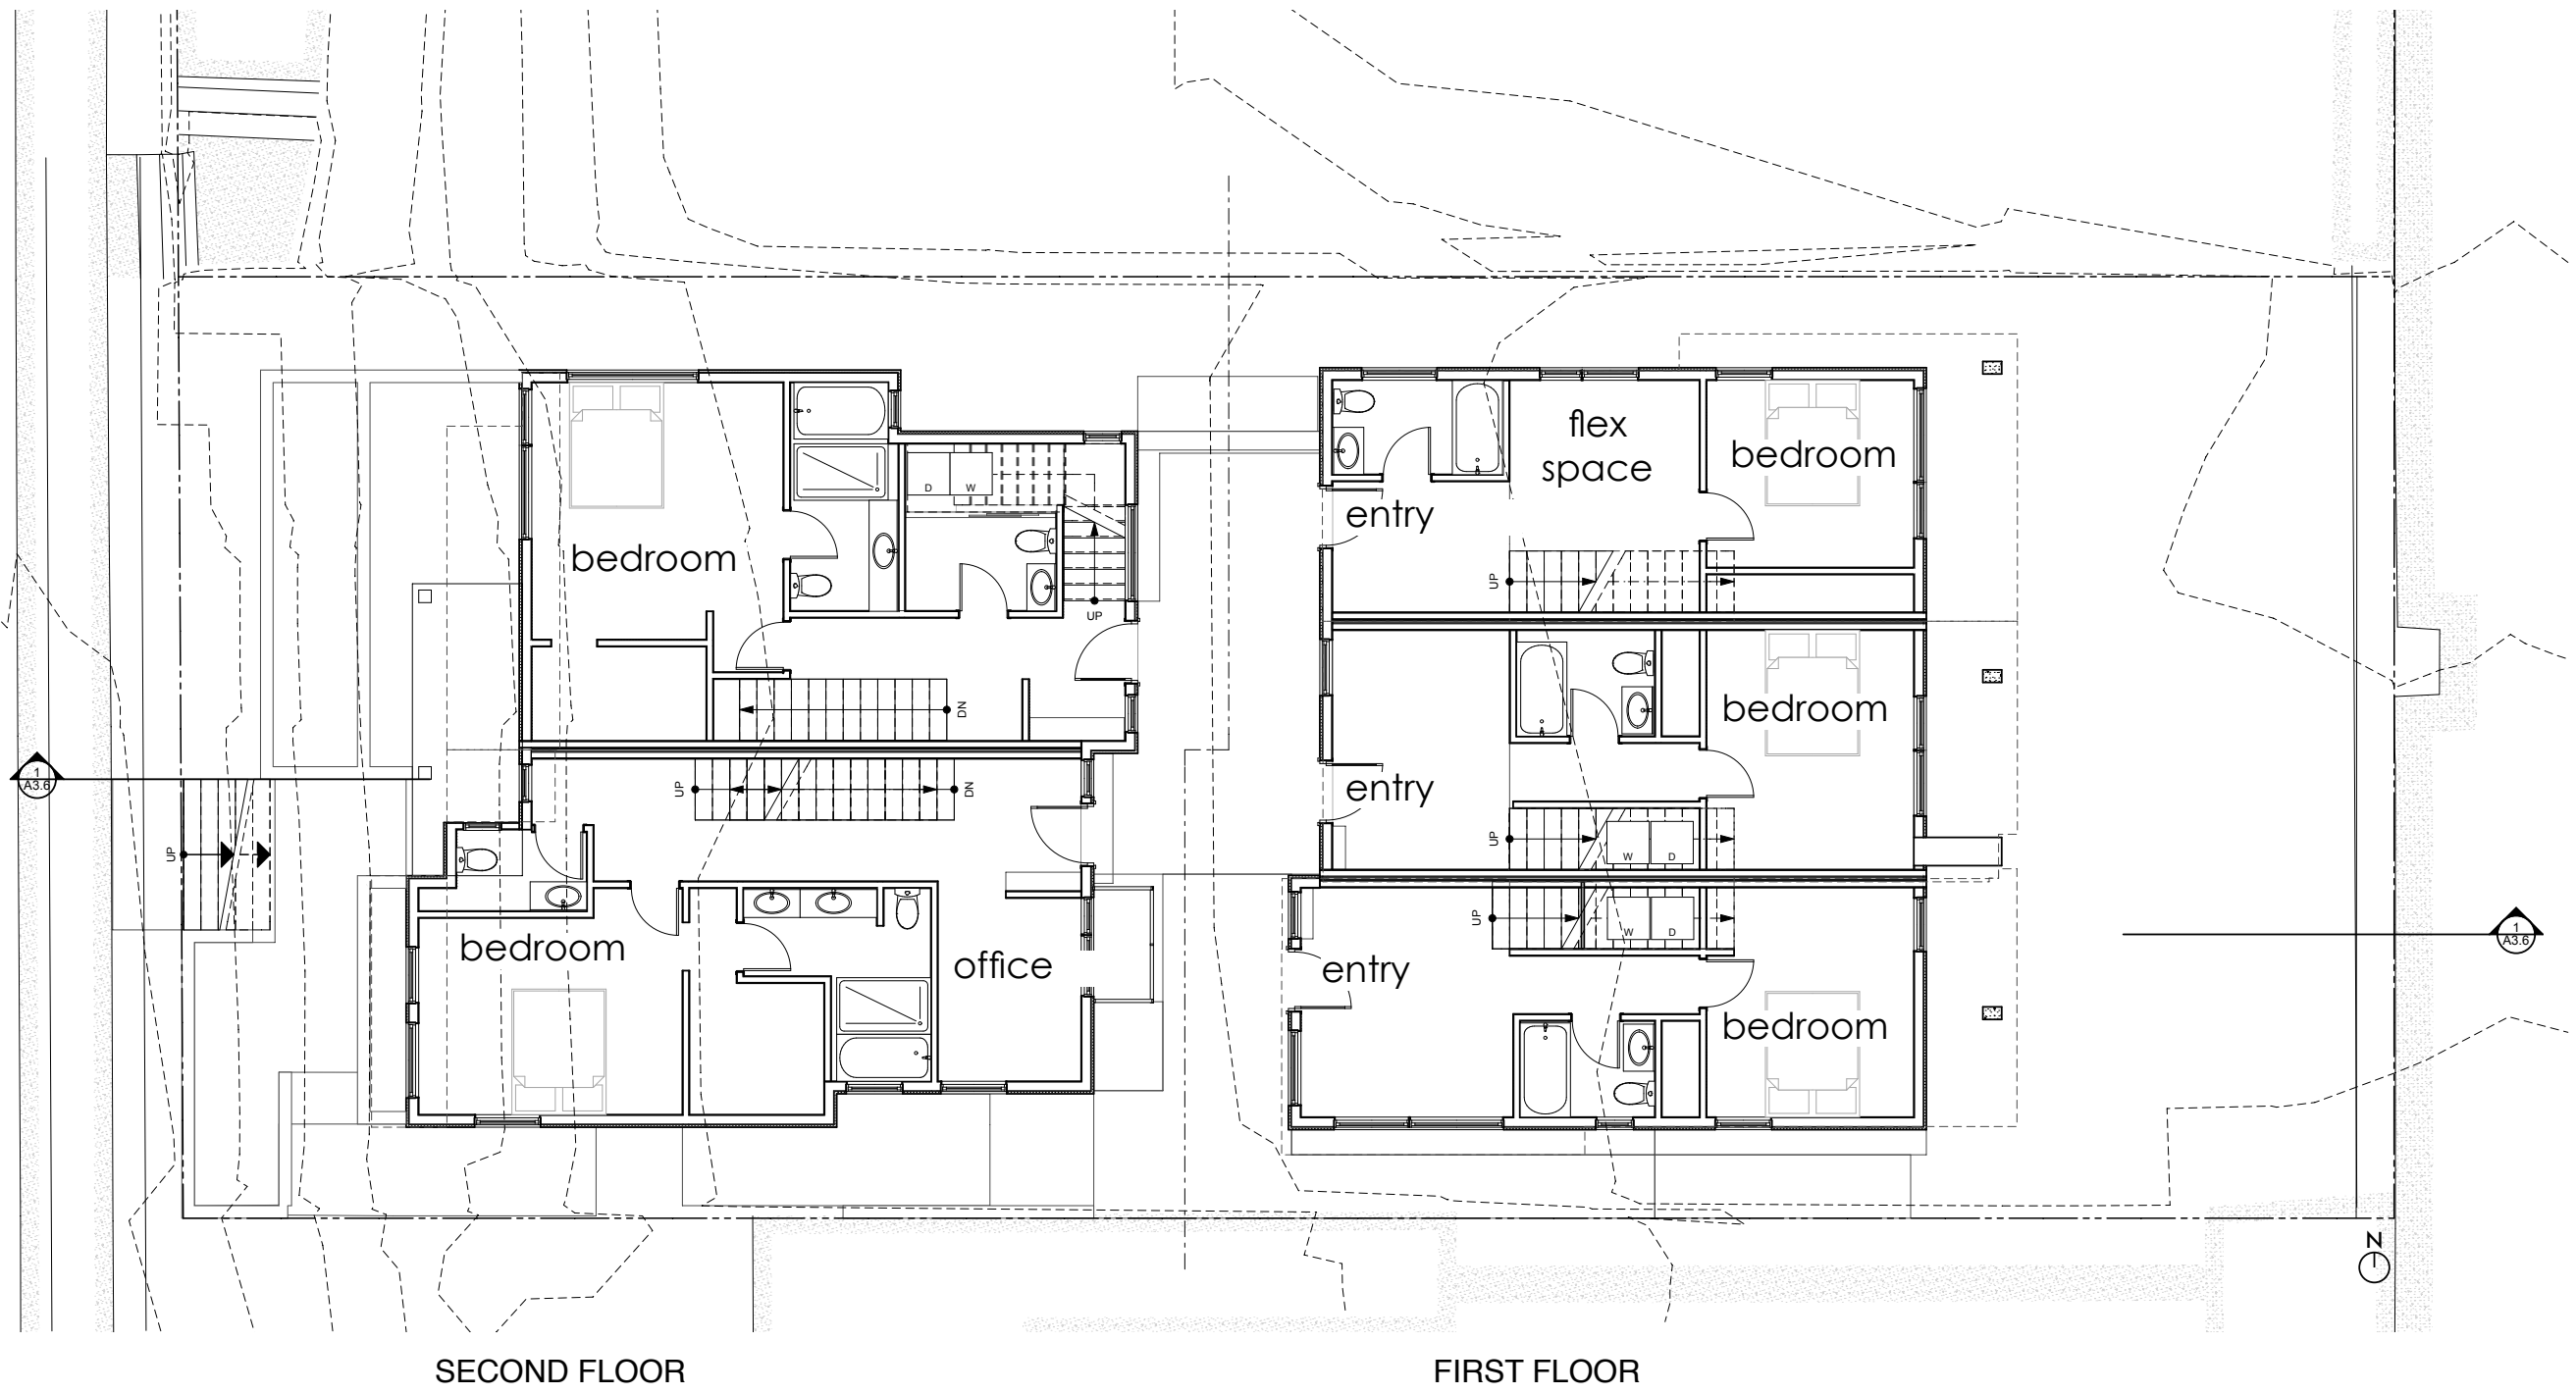 flex
space
bedroom
D
W
entry
bedroom
UP
UP
bedroom
DN
entry
UP
DN
1
A3.6
UP
W
D
UP
bedroom
office
entry
UP
W
D
1
A3.6
bedroom
N
SECOND FLOOR
FIRST FLOOR